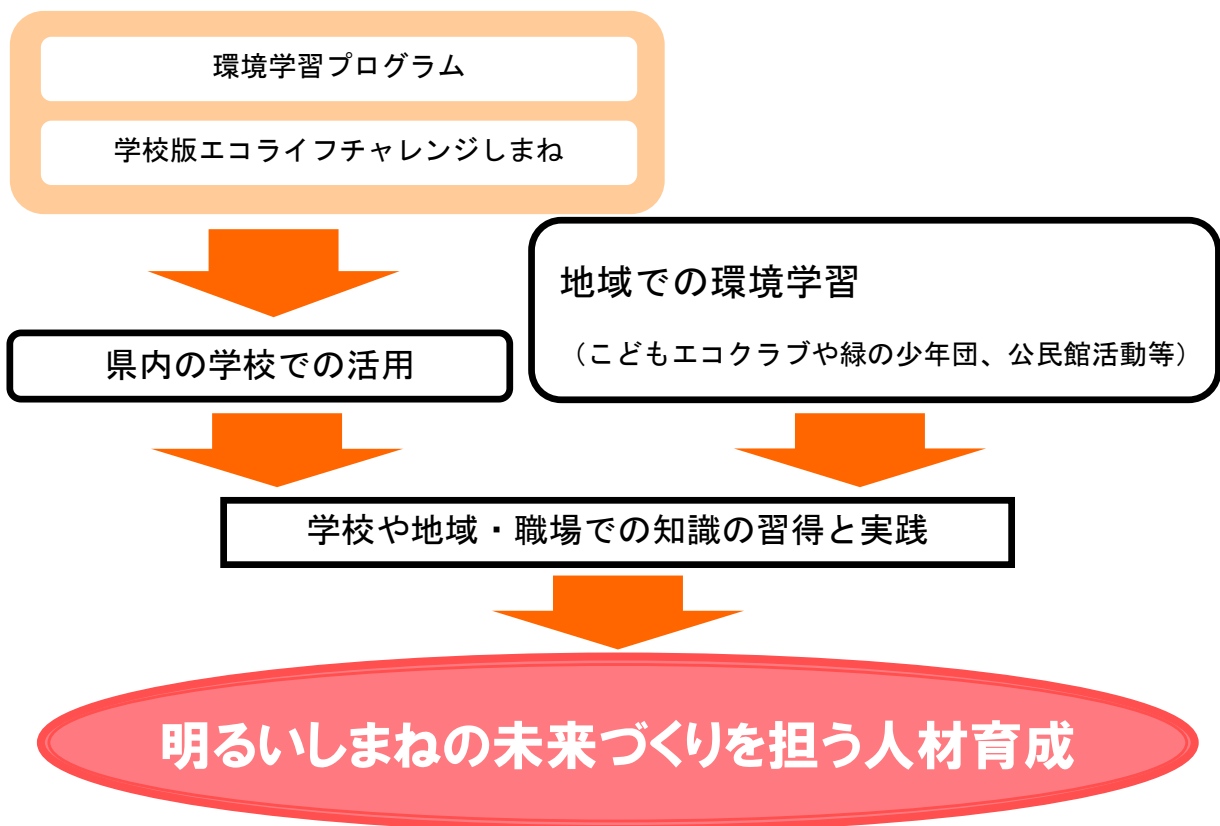 環境学習プログラム
学校版エコライフチャレンジしまね
地域での環境学習
（こどもエコクラブや緑の少年団、公民館活動等）
県内の学校での活用
学校や地域・職場での知識の習得と実践
明るいしまねの未来づくりを担う人材育成